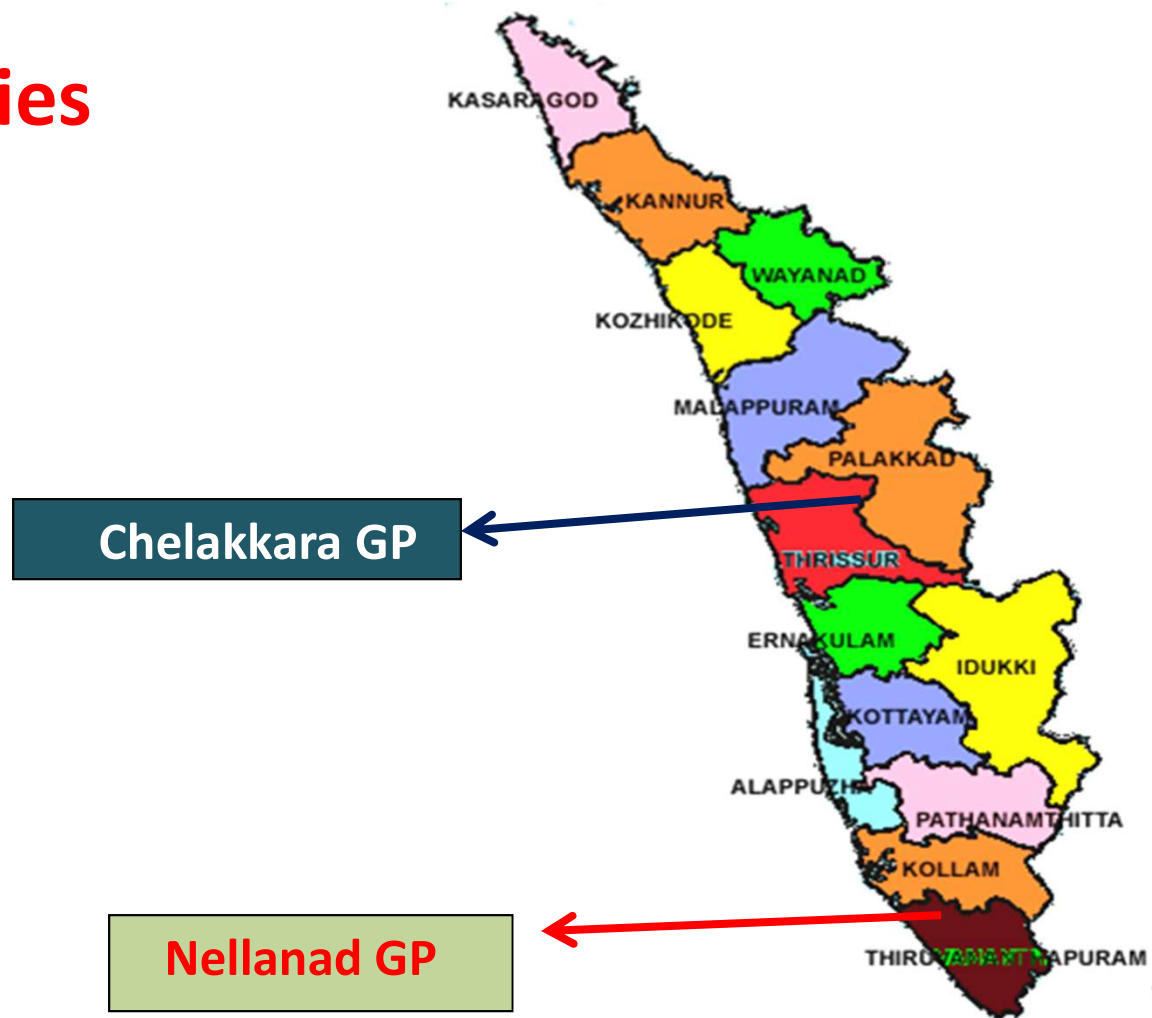 ies
KASARAGOD
KANNUR
WAYANAD
KOZHIKODE
MALAPPURAM
PALAKKAD
Chelakkara GP
THRISSUR
ERNAKULAM
IDUKKI
KOTTAYAM
ALAPPUZHA
PATHANAMTHITTA
KOLLAM
Nellanad GP
THIRUVANANTHAPURAM